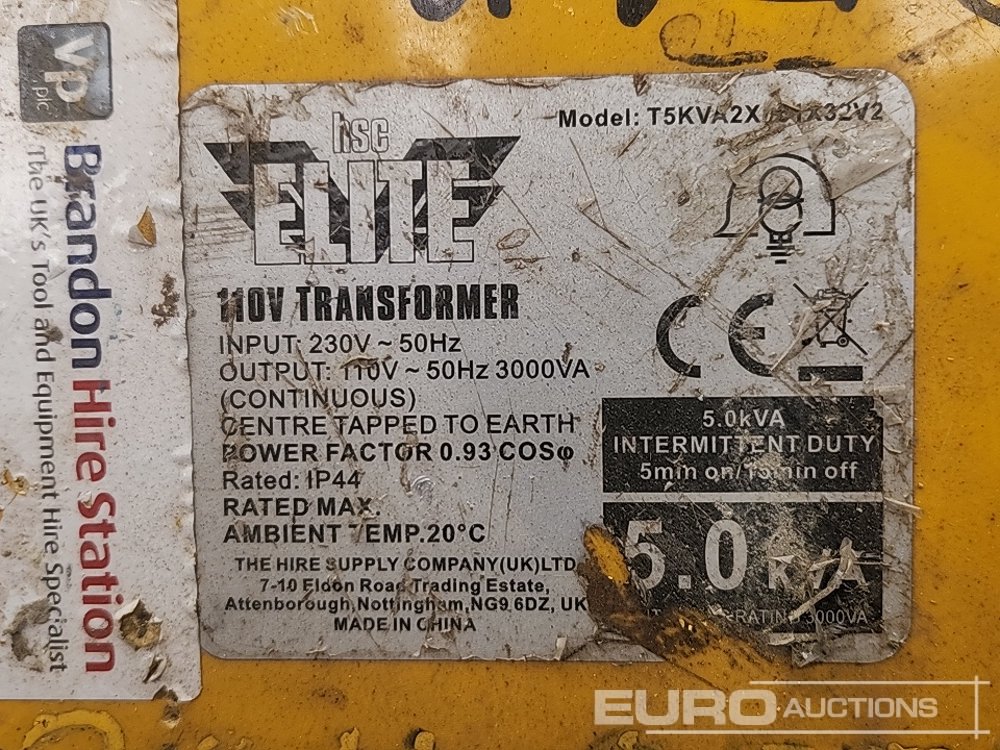 Vp
plc
Brandon Hire Station
The UK's Tool and Equipment Hire Specialist
hsc
ELITE
Model: T5KVA2X
110V TRANSFORMER
INPUT: 230V ~ 50Hz
OUTPUT: 110V ~ 50Hz 3000VA
(CONTINUOUS)
CENTRE TAPPED TO EARTH
POWER FACTOR 0.93 COSφ
Rated: IP44
RATED MAX.
AMBIENT TEMP.20°C
THE HIRE SUPPLY COMPANY(UK)LTD
7-10 Eldon Road Trading Estate,
Attenborough,Nottingham,NG9 6DZ, UK
MADE IN CHINA
CE
5.0kVA
INTERMITTENT DUTY
5min on/15min off
5.0 kVA
RATING 3000VA
EURO AUCTIONS